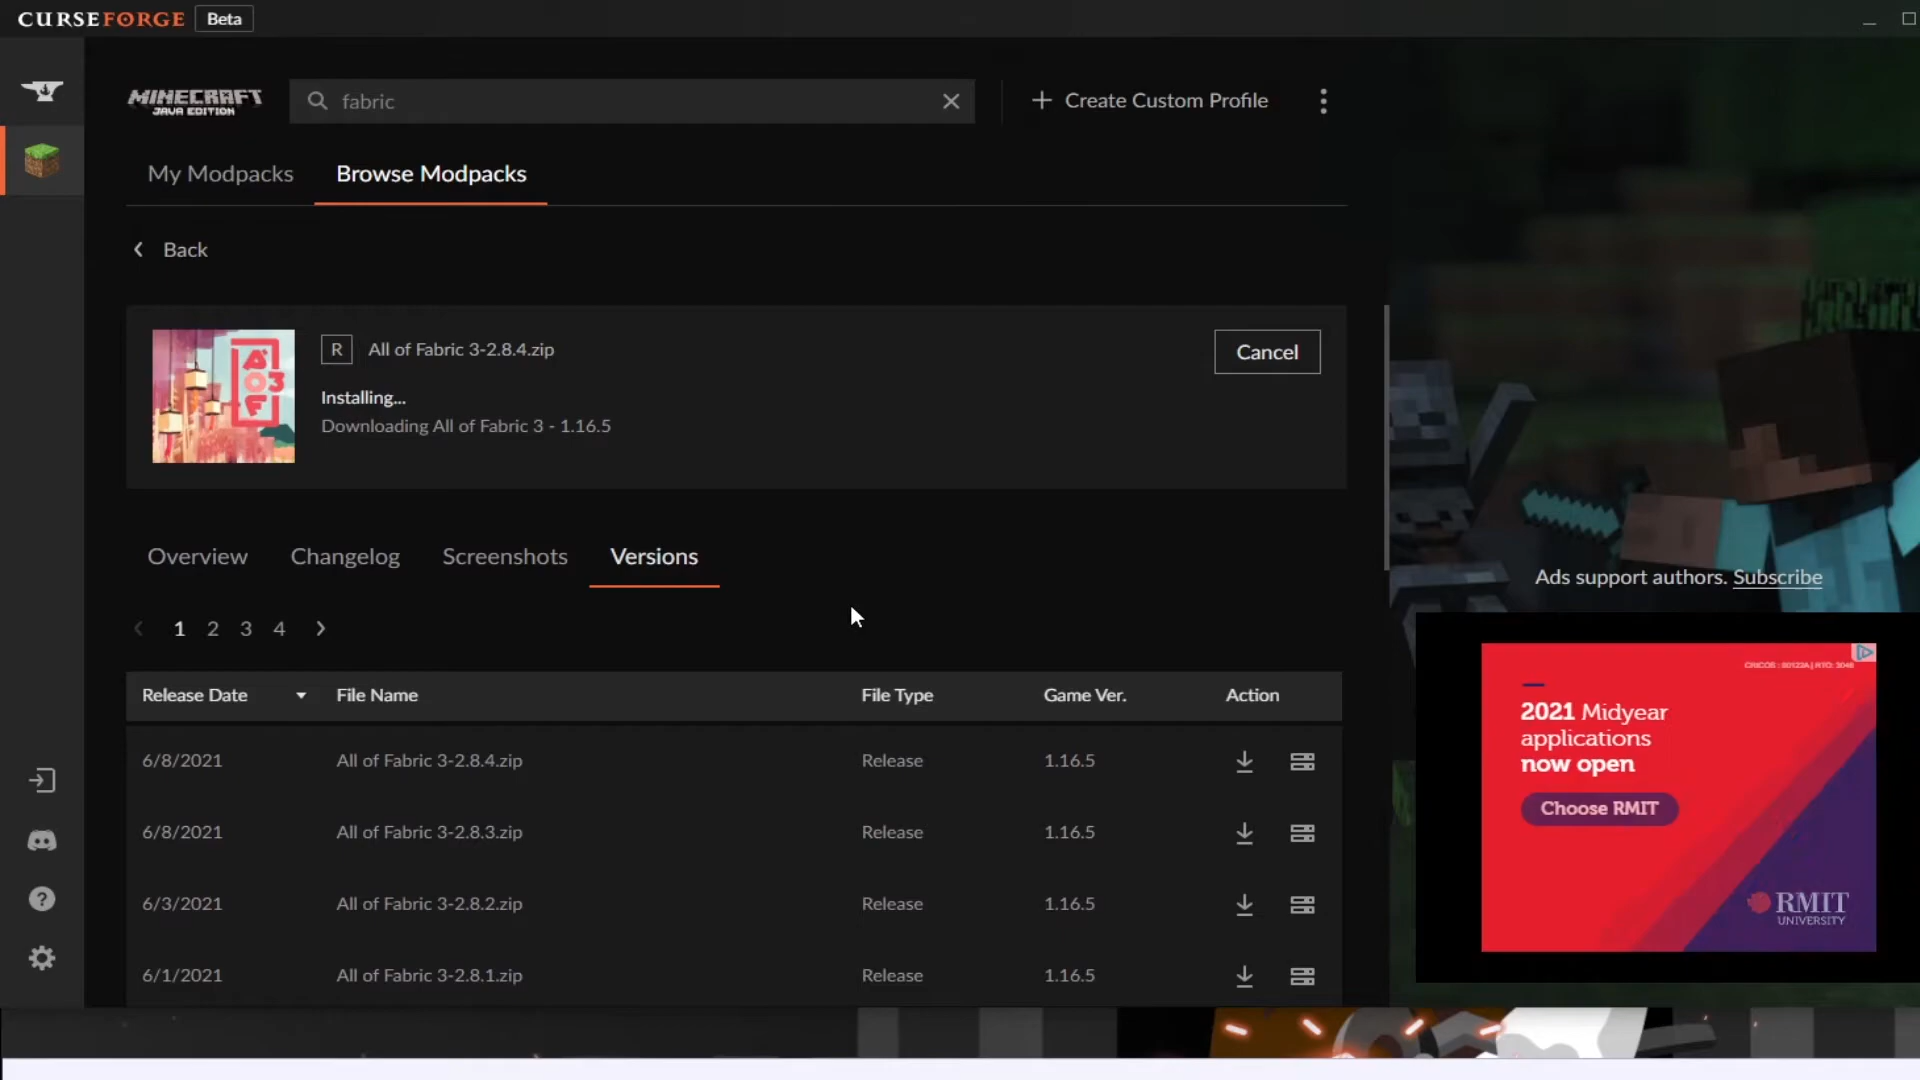 CURSEFORGE Beta
MINECRAFT
JAVA EDITION
fabric
Create Custom Profile
My Modpacks
Browse Modpacks
Back
R All of Fabric 3-2.8.4.zip
Cancel
Installing...
Downloading All of Fabric 3 - 1.16.5
AO3F
Overview
Changelog
Screenshots
Versions
1 2 3 4
Release Date File Name File Type Game Ver. Action
6/8/2021 All of Fabric 3-2.8.4.zip Release 1.16.5
6/8/2021 All of Fabric 3-2.8.3.zip Release 1.16.5
6/3/2021 All of Fabric 3-2.8.2.zip Release 1.16.5
6/1/2021 All of Fabric 3-2.8.1.zip Release 1.16.5
Ads support authors. Subscribe
2021 Midyear
applications
now open
Choose RMIT
RMIT
UNIVERSITY